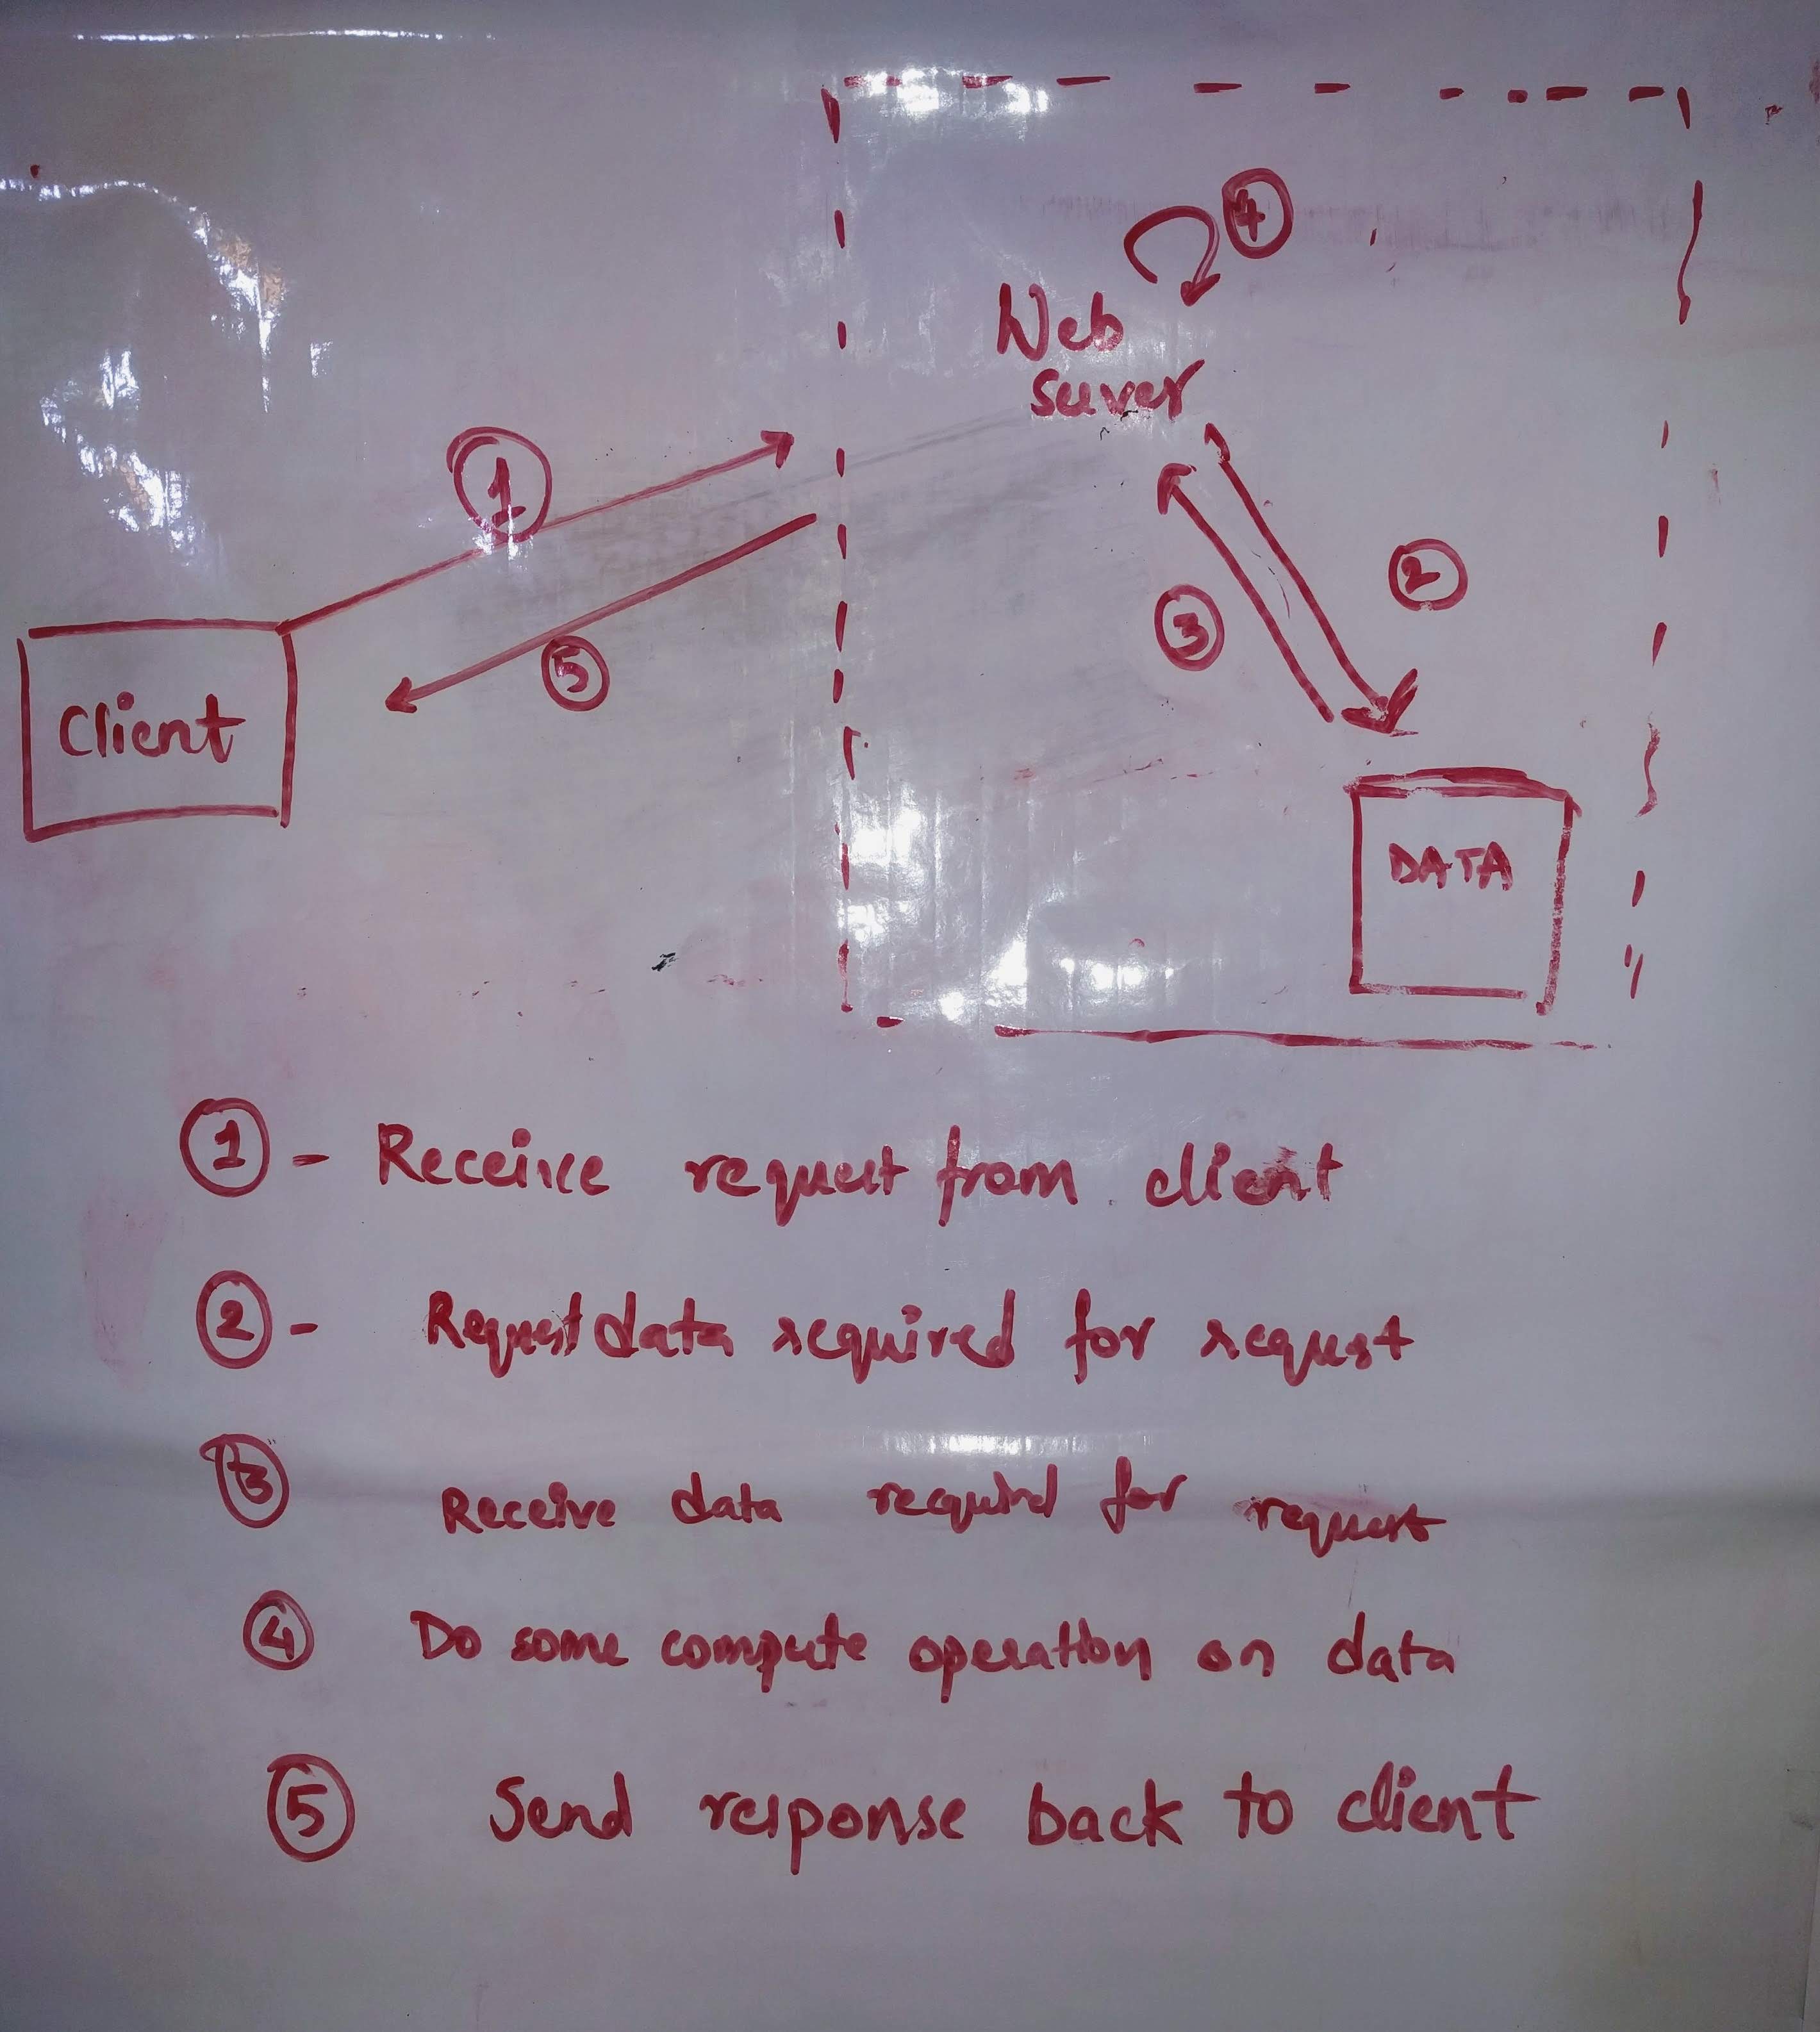 4
Web
server
1
2
3
5
Client
DATA
1 - Receive request from client
2 - Request data required for request
3 Receive data required for request
4 Do some compute operation on data
5 Send response back to client